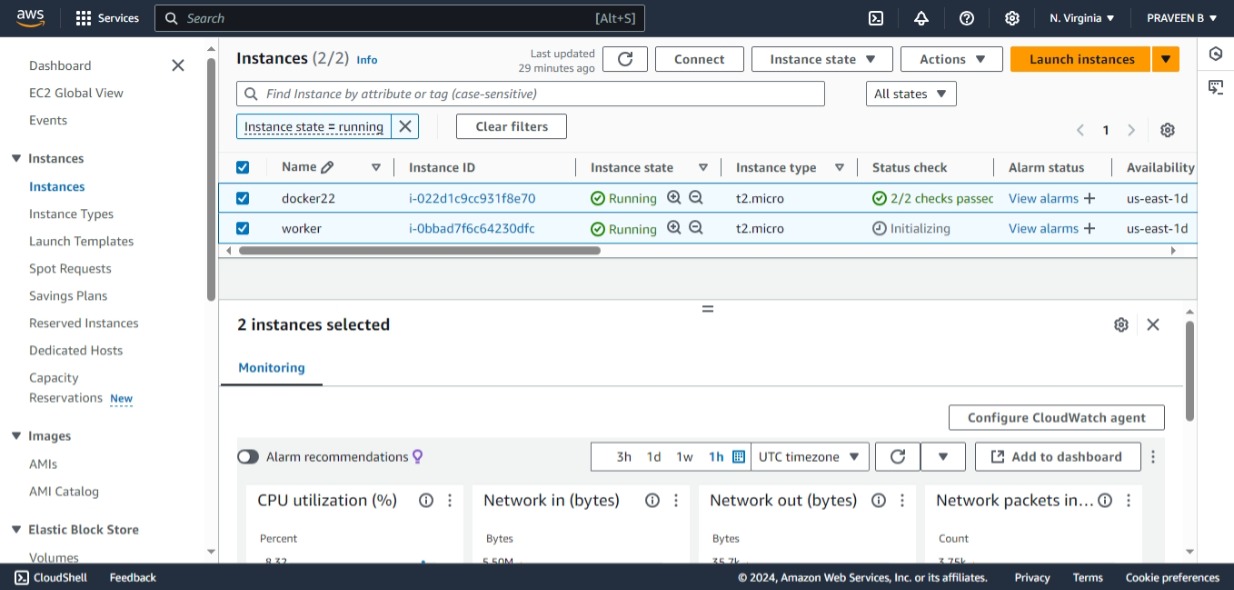 aws
Services
Search
[Alt+S]
N. Virginia
PRAVEEN B
Dashboard
EC2 Global View
Events
Instances
Instances
Instance Types
Launch Templates
Spot Requests
Savings Plans
Reserved Instances
Dedicated Hosts
Capacity
Reservations New
Images
AMIs
AMI Catalog
Elastic Block Store
Volumes
Instances (2/2) Info
Last updated
29 minutes ago
Connect
Instance state
Actions
Launch instances
Find Instance by attribute or tag (case-sensitive)
All states
Instance state = running
Clear filters
1
Name Instance ID Instance state Instance type Status check Alarm status Availability
docker22 i-022d1c9cc931f8e70 Running t2.micro 2/2 checks passec View alarms + us-east-1d
worker i-0bbad7f6c64230dfc Running t2.micro Initializing View alarms + us-east-1d
2 instances selected
Monitoring
Configure CloudWatch agent
Alarm recommendations
3h 1d 1w 1h
UTC timezone
Add to dashboard
CPU utilization (%)
Percent
8.32
Network in (bytes)
Bytes
5.50M
Network out (bytes)
Bytes
35.7k
Network packets in...
Count
3.75k
CloudShell Feedback
© 2024, Amazon Web Services, Inc. or its affiliates. Privacy Terms Cookie preferences